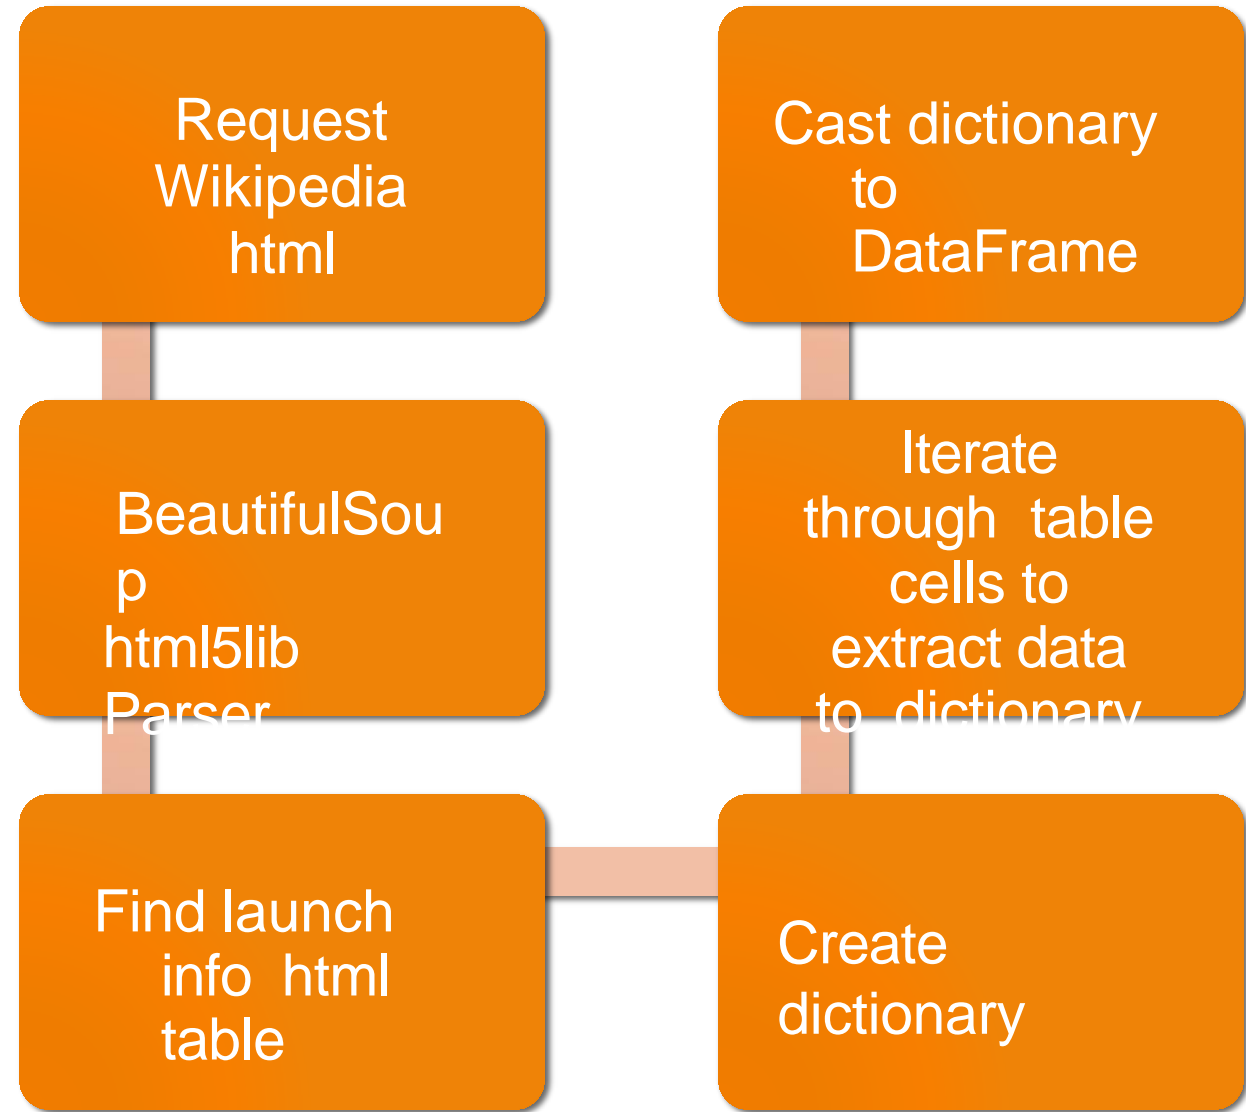 Request
Wikipedia
html
BeautifulSou
p
html5lib
Parser
Find launch
info html
table
Create
dictionary
Iterate
through table
cells to
extract data
to dictionary
Cast dictionary
to
DataFrame